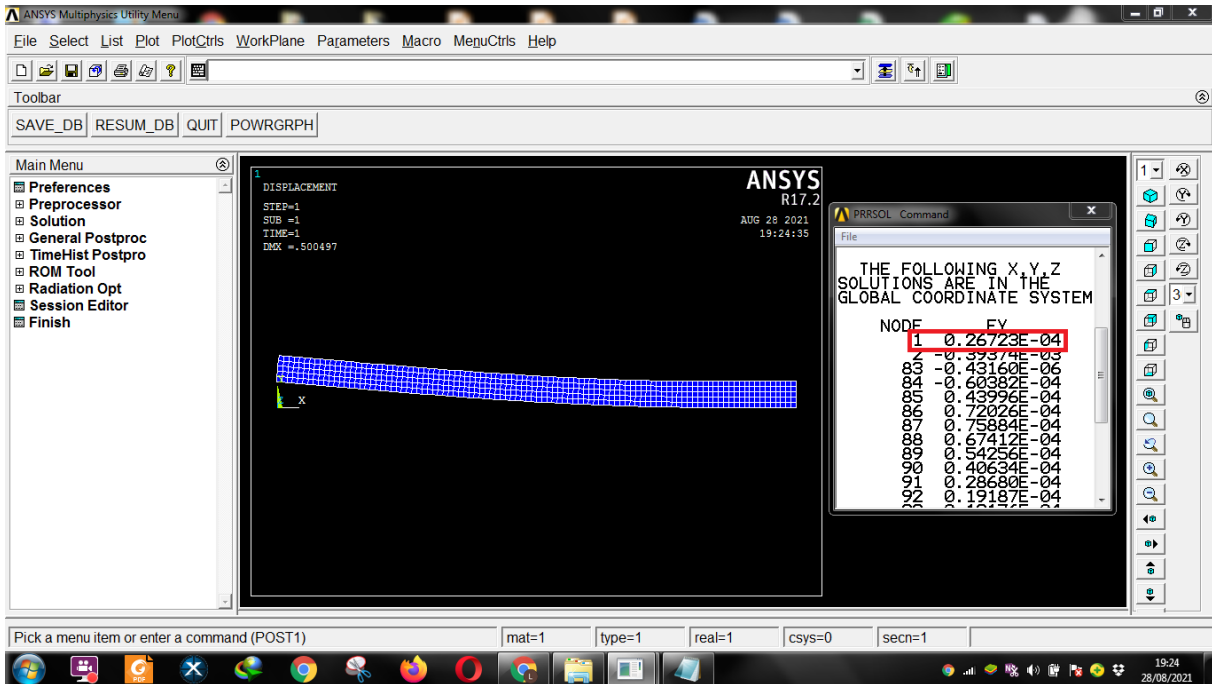 ANSYS Multiphysics Utility Menu
File Select List Plot PlotCtrls WorkPlane Parameters Macro MenuCtrls Help
Toolbar
SAVE_DB RESUM_DB QUIT POWRGRPH
Main Menu
Preferences
Preprocessor
Solution
General Postproc
TimeHist Postpro
ROM Tool
Radiation Opt
Session Editor
Finish
1
DISPLACEMENT
STEP=1
SUB =1
TIME=1
DMX =.500497
ANSYS
R17.2
AUG 28 2021
19:24:35
X
PRRSOL Command
File
THE FOLLOWING X,Y,Z
SOLUTIONS ARE IN THE
GLOBAL COORDINATE SYSTEM
NODE FY
1 0.26723E-04
2 -0.39374E-03
83 -0.43160E-06
84 -0.60382E-04
85 0.43996E-04
86 0.72026E-04
87 0.75884E-04
88 0.67412E-04
89 0.54256E-04
90 0.40634E-04
91 0.28680E-04
92 0.19187E-04
1
3
Pick a menu item or enter a command (POST1)
mat=1
type=1
real=1
csys=0
secn=1
19:24
28/08/2021